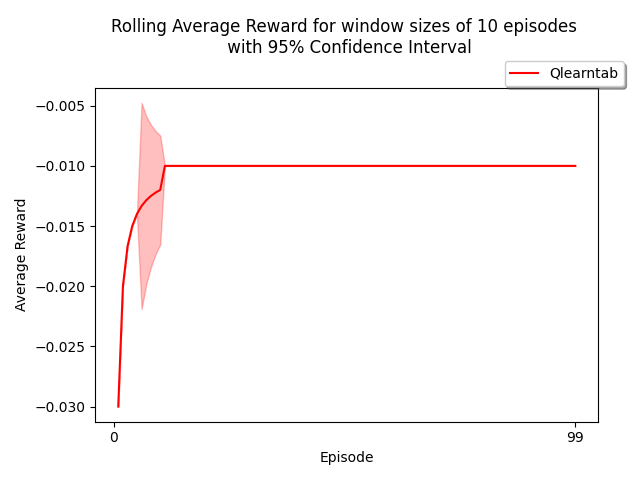 Rolling Average Reward for window sizes of 10 episodes
with 95% Confidence Interval
Qlearntab
−0.005
−0.010
−0.015
−0.020
−0.025
−0.030
Average Reward
0
99
Episode